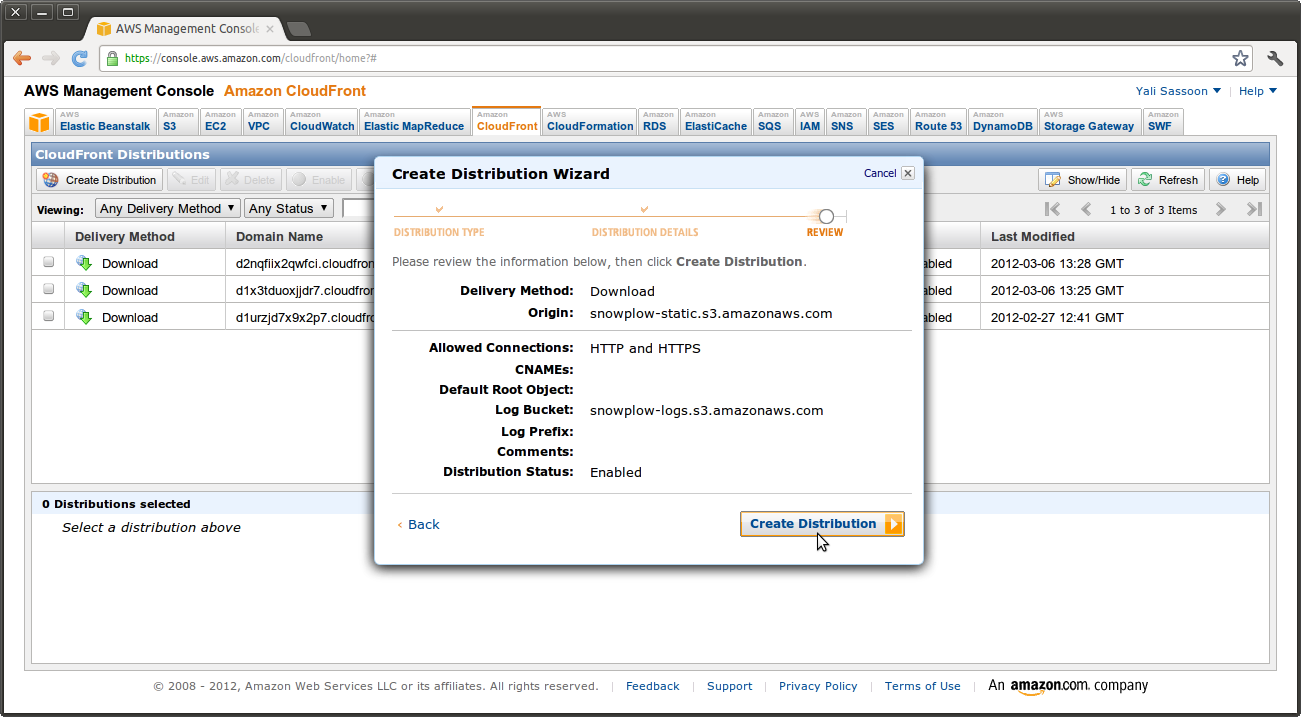 AWS Management Console
https://console.aws.amazon.com/cloudfront/home?#
AWS Management Console Amazon CloudFront
Yali Sassoon Help
AWS Elastic Beanstalk
Amazon S3
Amazon EC2
Amazon VPC
Amazon CloudWatch
Amazon Elastic MapReduce
Amazon CloudFront
AWS CloudFormation
Amazon RDS
Amazon ElastiCache
Amazon SQS
AWS IAM
Amazon SNS
Amazon SES
Amazon Route 53
Amazon DynamoDB
AWS Storage Gateway
Amazon SWF
CloudFront Distributions
Create Distribution Edit Delete Enable
Show/Hide Refresh Help
Viewing: Any Delivery Method Any Status
1 to 3 of 3 Items
Delivery Method Domain Name Last Modified
Download d2nqfiix2qwfci.cloudfron abled 2012-03-06 13:28 GMT
Download d1x3tduoxjjdr7.cloudfron abled 2012-03-06 13:25 GMT
Download d1urzjd7x9x2p7.cloudfro abled 2012-02-27 12:41 GMT
0 Distributions selected
Select a distribution above
Create Distribution Wizard Cancel
DISTRIBUTION TYPE DISTRIBUTION DETAILS REVIEW
Please review the information below, then click Create Distribution.
Delivery Method: Download
Origin: snowplow-static.s3.amazonaws.com
Allowed Connections: HTTP and HTTPS
CNAMEs:
Default Root Object:
Log Bucket: snowplow-logs.s3.amazonaws.com
Log Prefix:
Comments:
Distribution Status: Enabled
‹ Back Create Distribution
© 2008 - 2012, Amazon Web Services LLC or its affiliates. All rights reserved. | Feedback | Support | Privacy Policy | Terms of Use | An amazon.com company